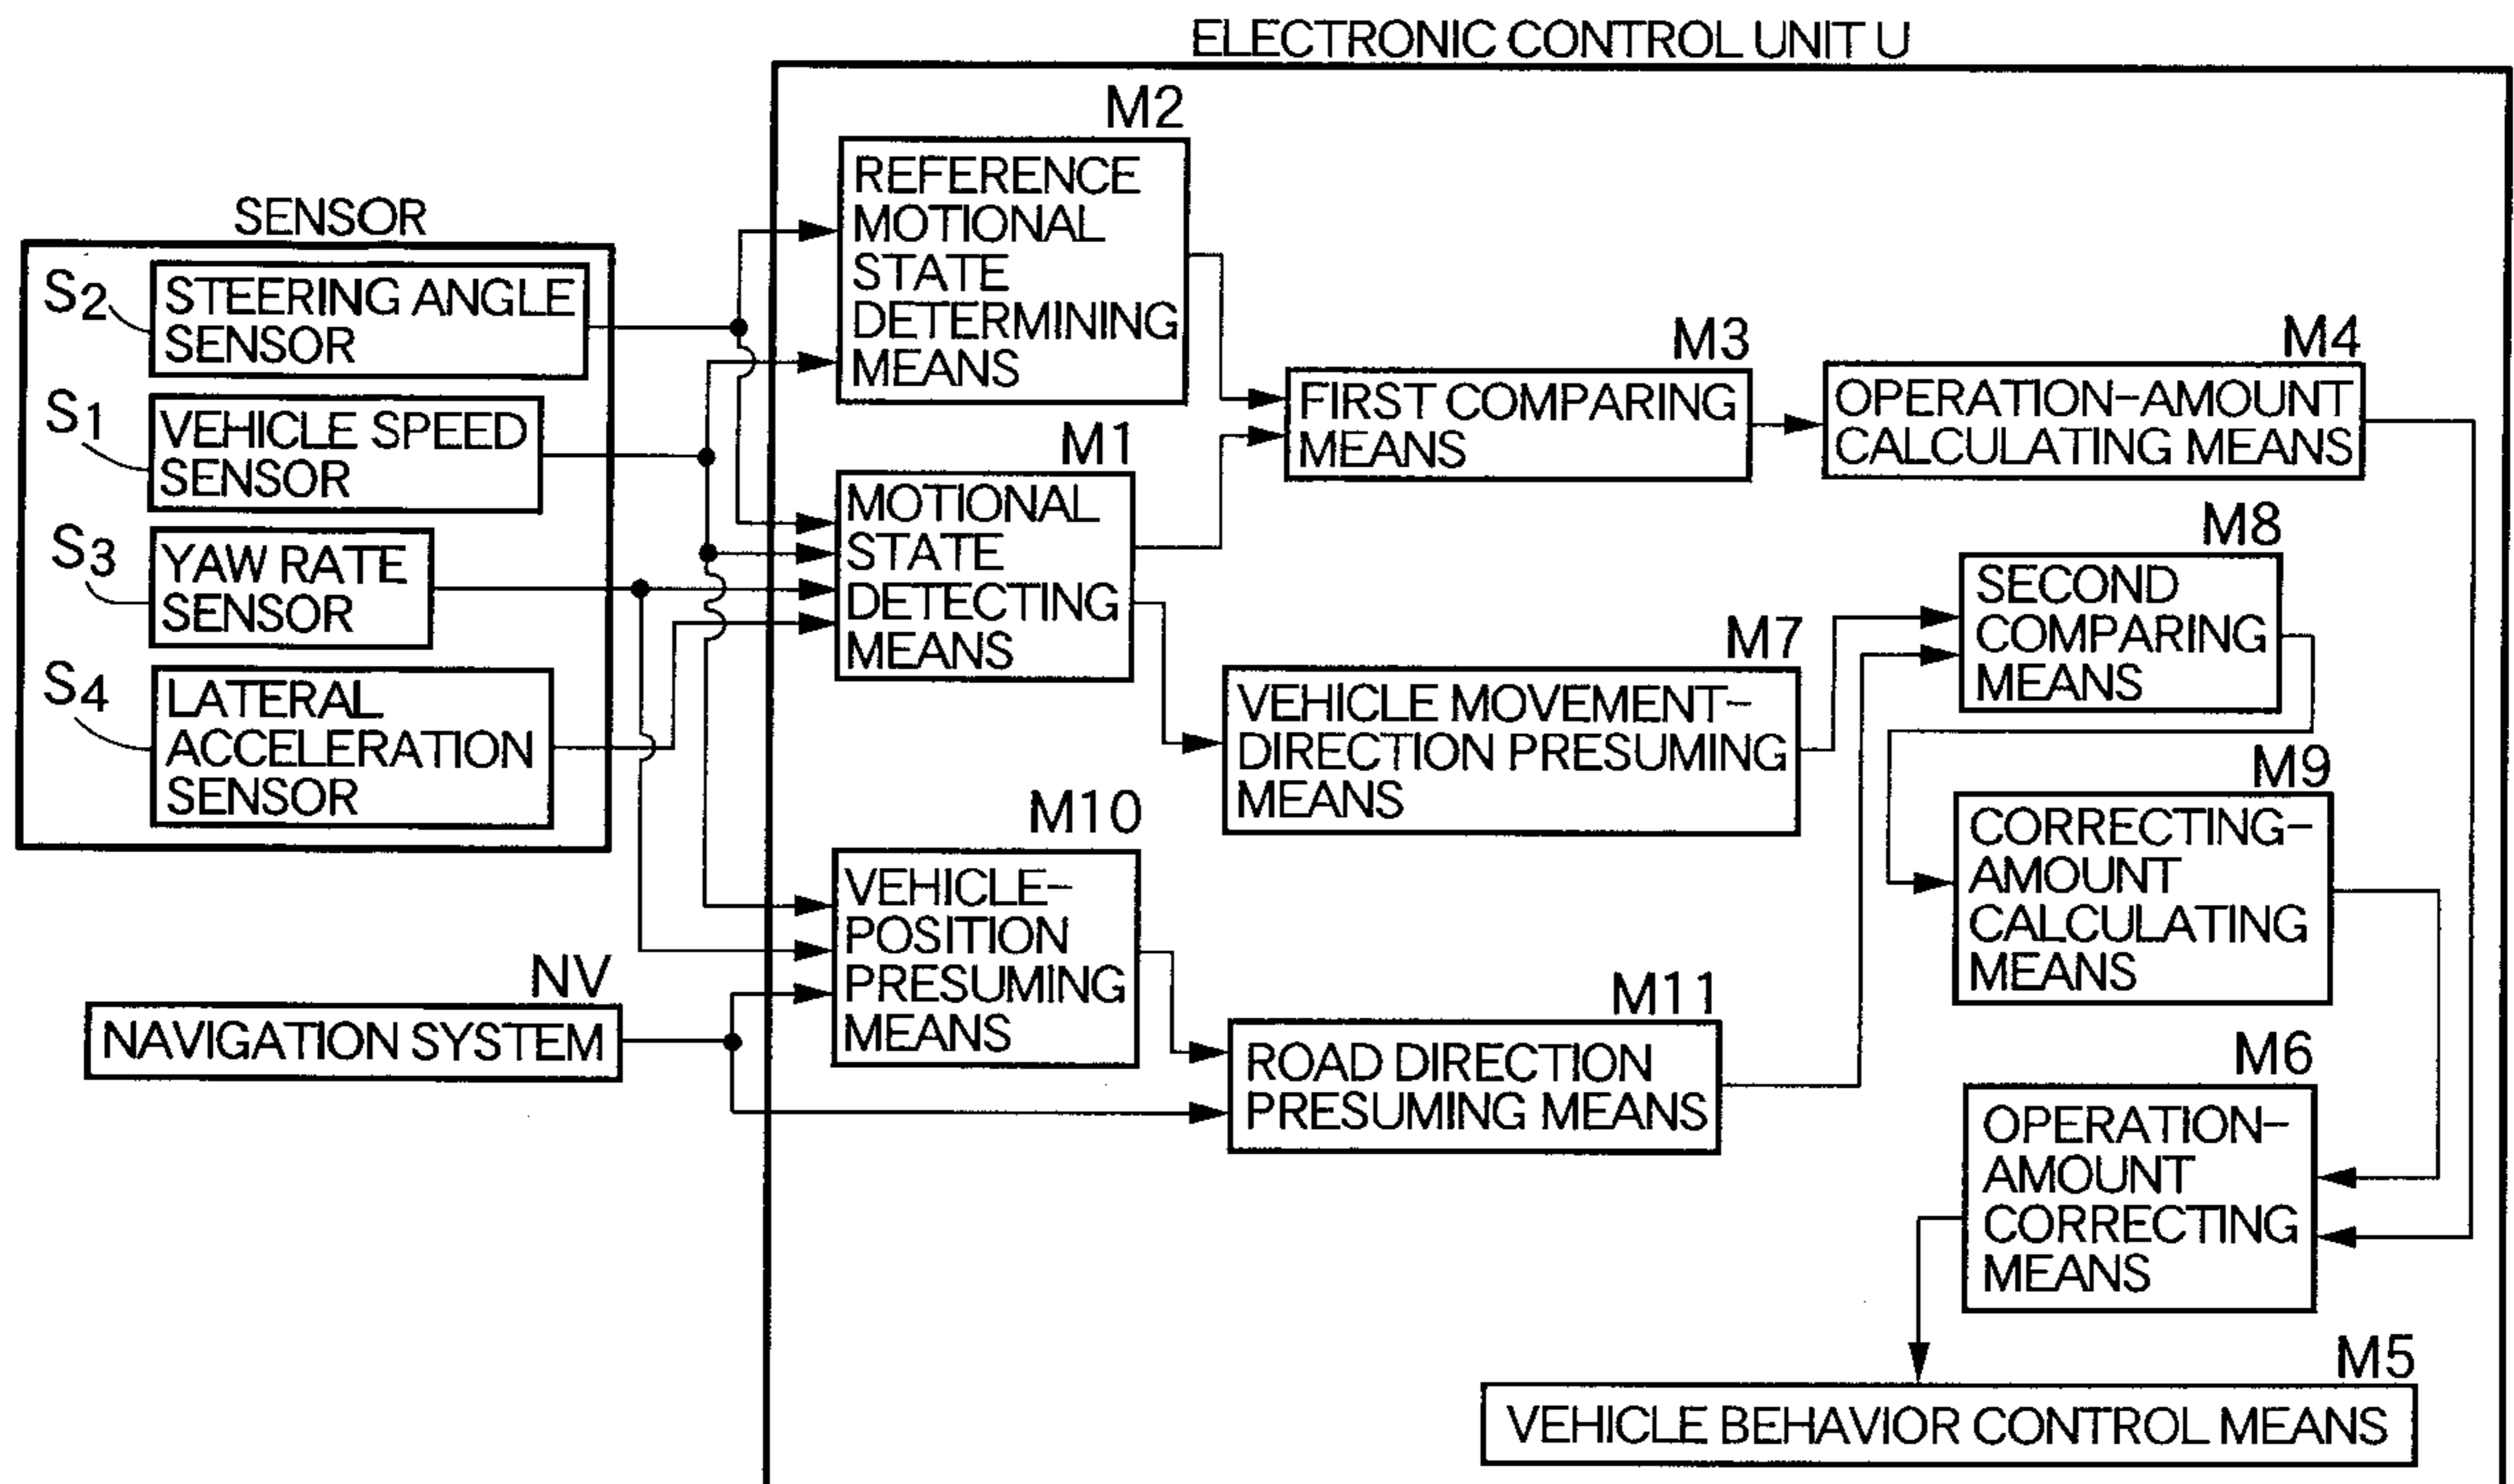 ELECTRONIC CONTROL UNIT U
SENSOR
S2
STEERING ANGLE
SENSOR
S1
VEHICLE SPEED
SENSOR
S3
YAW RATE
SENSOR
S4
LATERAL
ACCELERATION
SENSOR
NV
NAVIGATION SYSTEM
M2
REFERENCE
MOTIONAL
STATE
DETERMINING
MEANS
M1
MOTIONAL
STATE
DETECTING
MEANS
M10
VEHICLE-
POSITION
PRESUMING
MEANS
M3
FIRST COMPARING
MEANS
M4
OPERATION-AMOUNT
CALCULATING MEANS
M7
VEHICLE MOVEMENT-
DIRECTION PRESUMING
MEANS
M11
ROAD DIRECTION
PRESUMING MEANS
M8
SECOND
COMPARING
MEANS
M9
CORRECTING-
AMOUNT
CALCULATING
MEANS
M6
OPERATION-
AMOUNT
CORRECTING
MEANS
M5
VEHICLE BEHAVIOR CONTROL MEANS